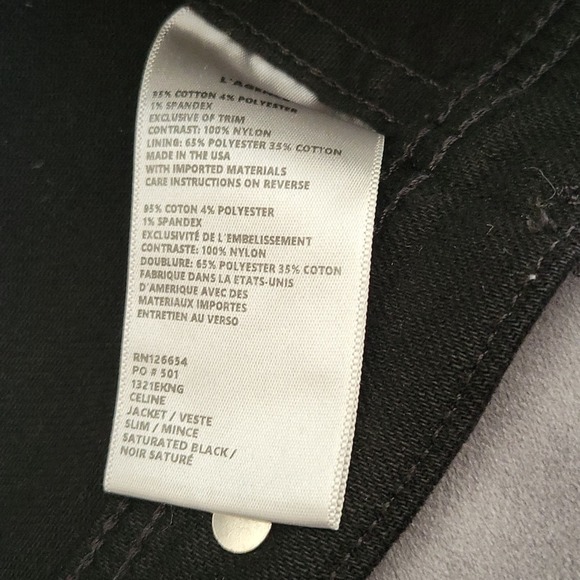 L'AGENCE
95% COTTON 4% POLYESTER
1% SPANDEX
EXCLUSIVE OF TRIM
CONTRAST: 100% NYLON
LINING: 65% POLYESTER 35% COTTON
MADE IN THE USA
WITH IMPORTED MATERIALS
CARE INSTRUCTIONS ON REVERSE
95% COTON 4% POLYESTER
1% SPANDEX
EXCLUSIVITÉ DE L'EMBELISSEMENT
CONTRASTE: 100% NYLON
DOUBLURE: 65% POLYESTER 35% COTON
FABRIQUE DANS LA ETATS-UNIS
D'AMERIQUE AVEC DES
MATERIAUX IMPORTES
ENTRETIEN AU VERSO
RN126654
PO # 501
1321EKNG
CELINE
JACKET / VESTE
SLIM / MINCE
SATURATED BLACK /
NOIR SATURÉ